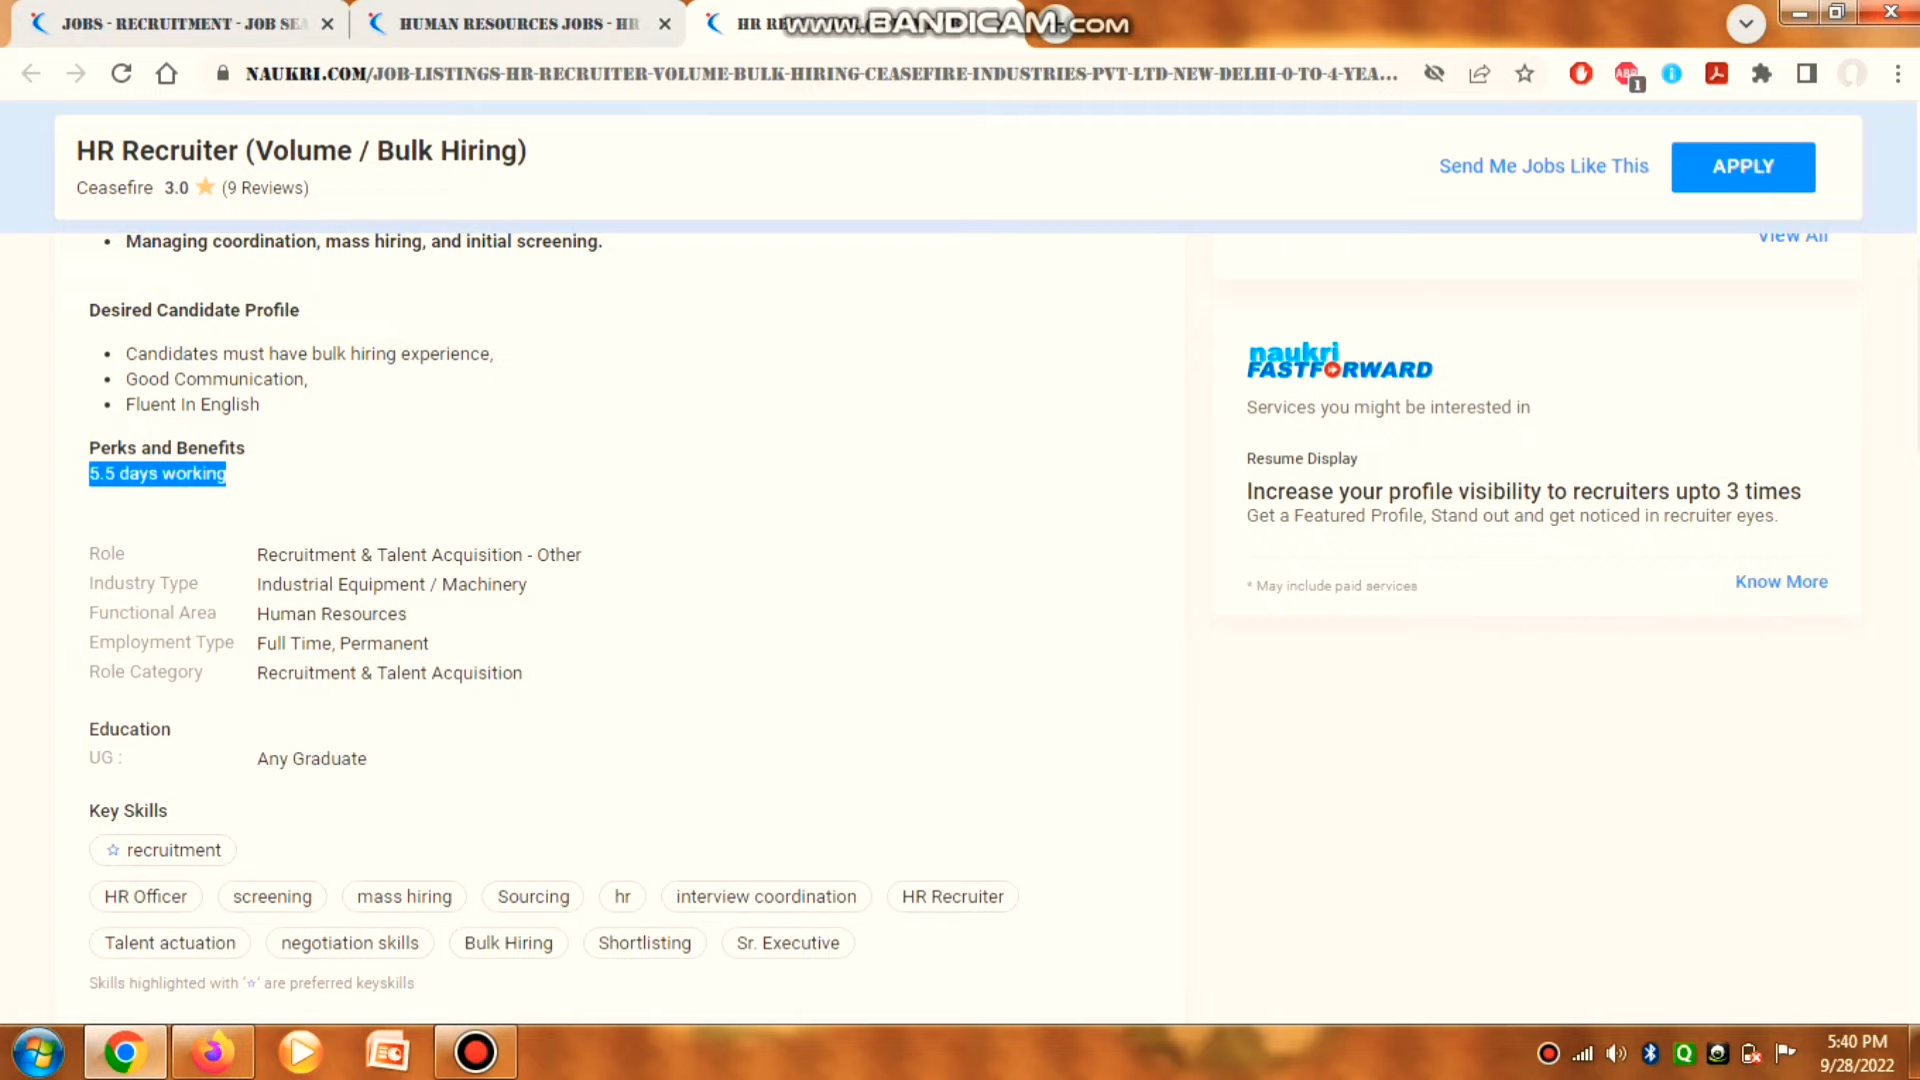 JOBS - RECRUITMENT - JOB SEA
HUMAN RESOURCES JOBS - HR
HR RE
WWW.BANDICAM.COM
NAUKRI.COM/JOB-LISTINGS-HR-RECRUITER-VOLUME-BULK-HIRING-CEASEFIRE-INDUSTRIES-PVT-LTD-NEW-DELHI-0-TO-4-YEA...
1
HR Recruiter (Volume / Bulk Hiring)
Ceasefire 3.0 (9 Reviews)
Send Me Jobs Like This
APPLY
• Managing coordination, mass hiring, and initial screening.
View All
Desired Candidate Profile
• Candidates must have bulk hiring experience,
• Good Communication,
• Fluent In English
Perks and Benefits
5.5 days working
Role Recruitment & Talent Acquisition - Other
Industry Type Industrial Equipment / Machinery
Functional Area Human Resources
Employment Type Full Time, Permanent
Role Category Recruitment & Talent Acquisition
Education
UG : Any Graduate
Key Skills
☆ recruitment
HR Officer screening mass hiring Sourcing hr interview coordination HR Recruiter
Talent actuation negotiation skills Bulk Hiring Shortlisting Sr. Executive
Skills highlighted with '☆' are preferred keyskills
naukri
FASTFORWARD
Services you might be interested in
Resume Display
Increase your profile visibility to recruiters upto 3 times
Get a Featured Profile, Stand out and get noticed in recruiter eyes.
* May include paid services
Know More
5:40 PM
9/28/2022